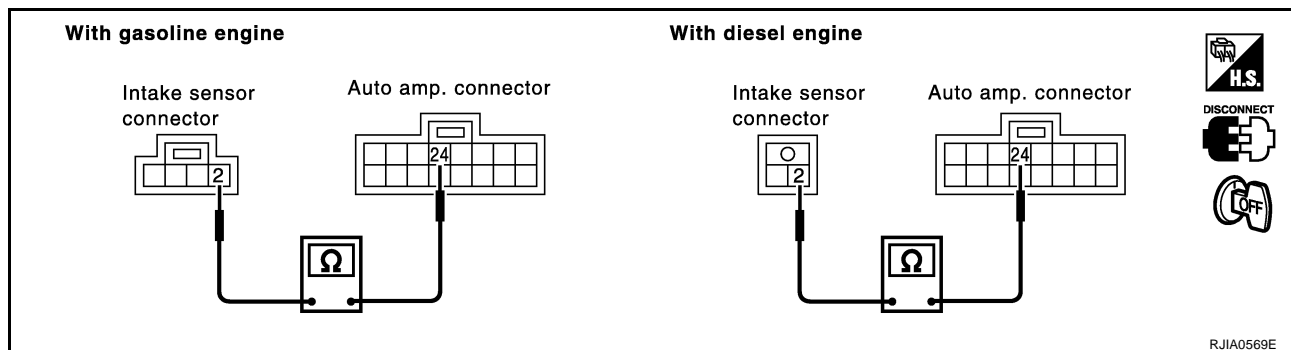 With gasoline engine
Intake sensor
connector
Auto amp. connector
24
2
Ω
With diesel engine
Intake sensor
connector
Auto amp. connector
24
2
Ω
H.S.
DISCONNECT
OFF
RJIA0569E